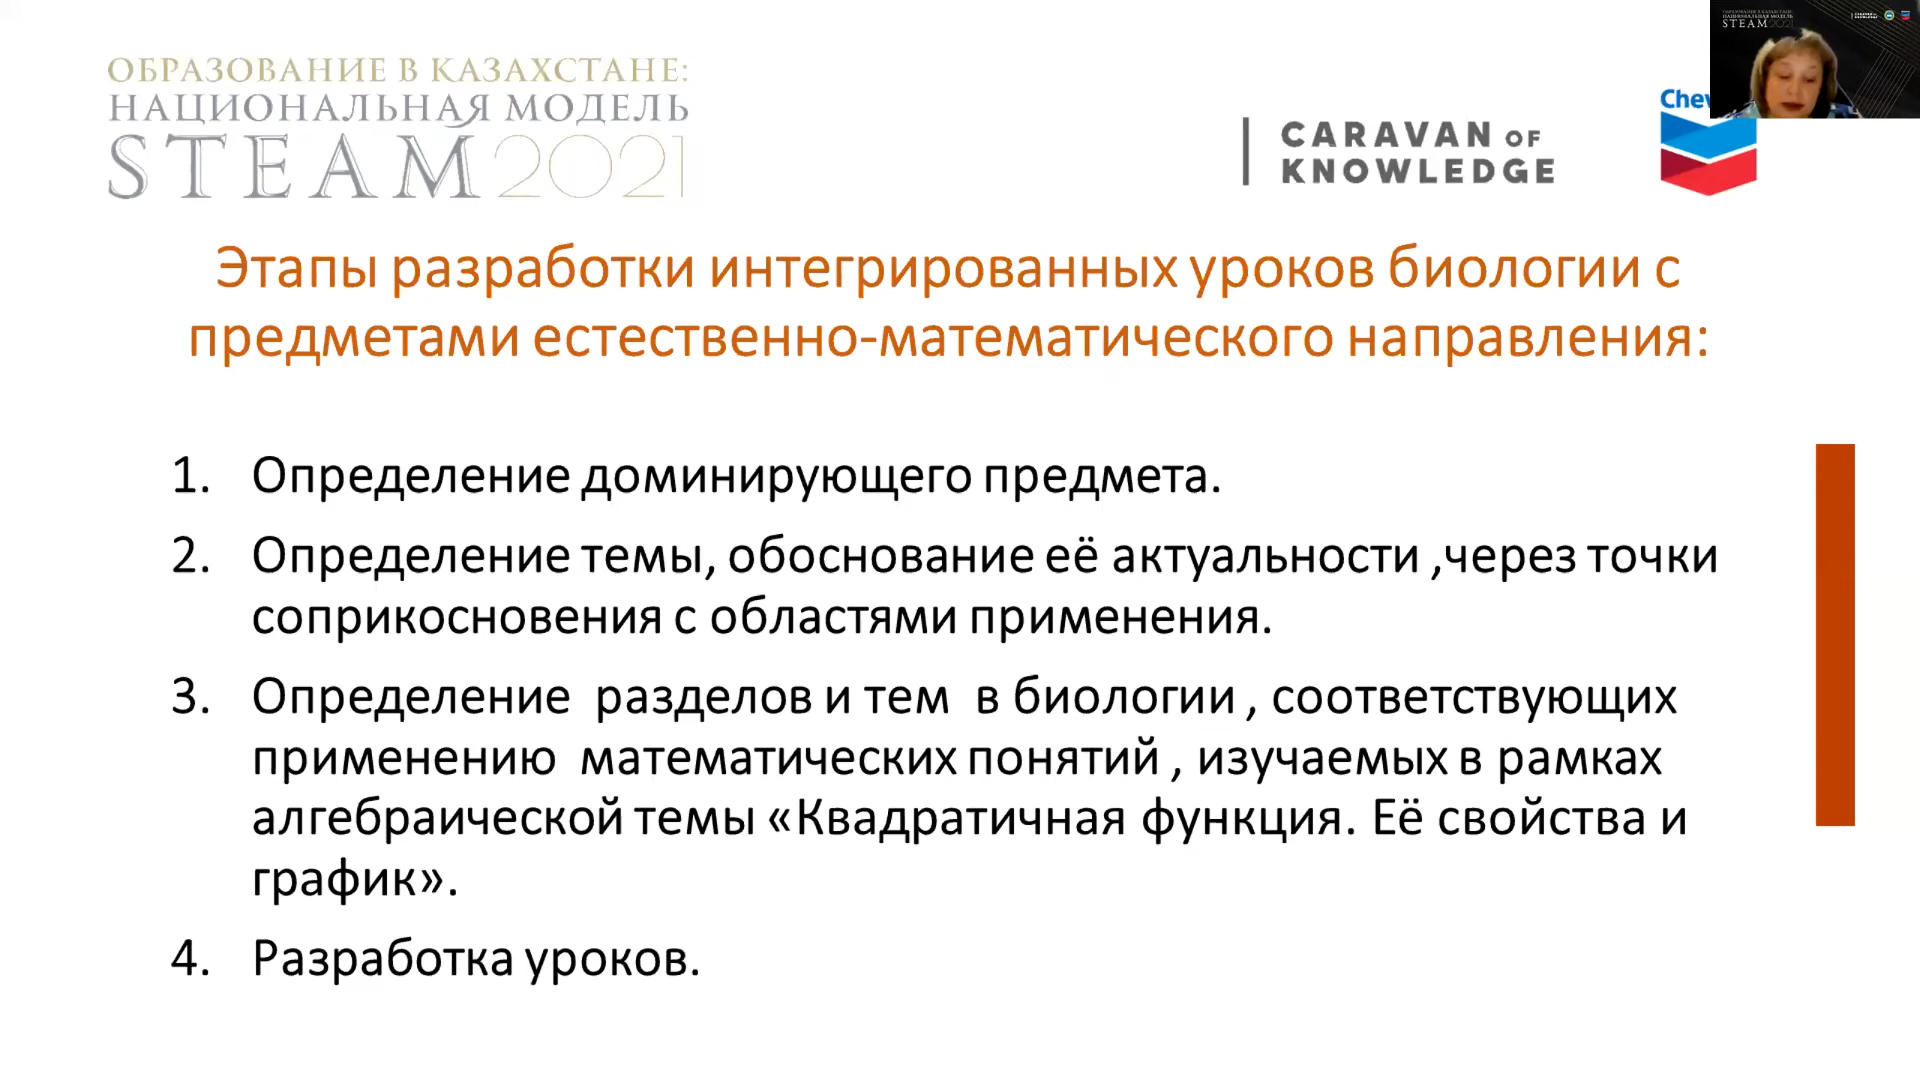 ОБРАЗОВАНИЕ В КАЗАХСТАНЕ:
НАЦИОНАЛЬНАЯ МОДЕЛЬ
STEAM 2021
CARAVAN OF
KNOWLEDGE
Этапы разработки интегрированных уроков биологии с
предметами естественно-математического направления:
1. Определение доминирующего предмета.
2. Определение темы, обоснование её актуальности ,через точки
соприкосновения с областями применения.
3. Определение разделов и тем в биологии , соответствующих
применению математических понятий , изучаемых в рамках
алгебраической темы «Квадратичная функция. Её свойства и
график».
4. Разработка уроков.